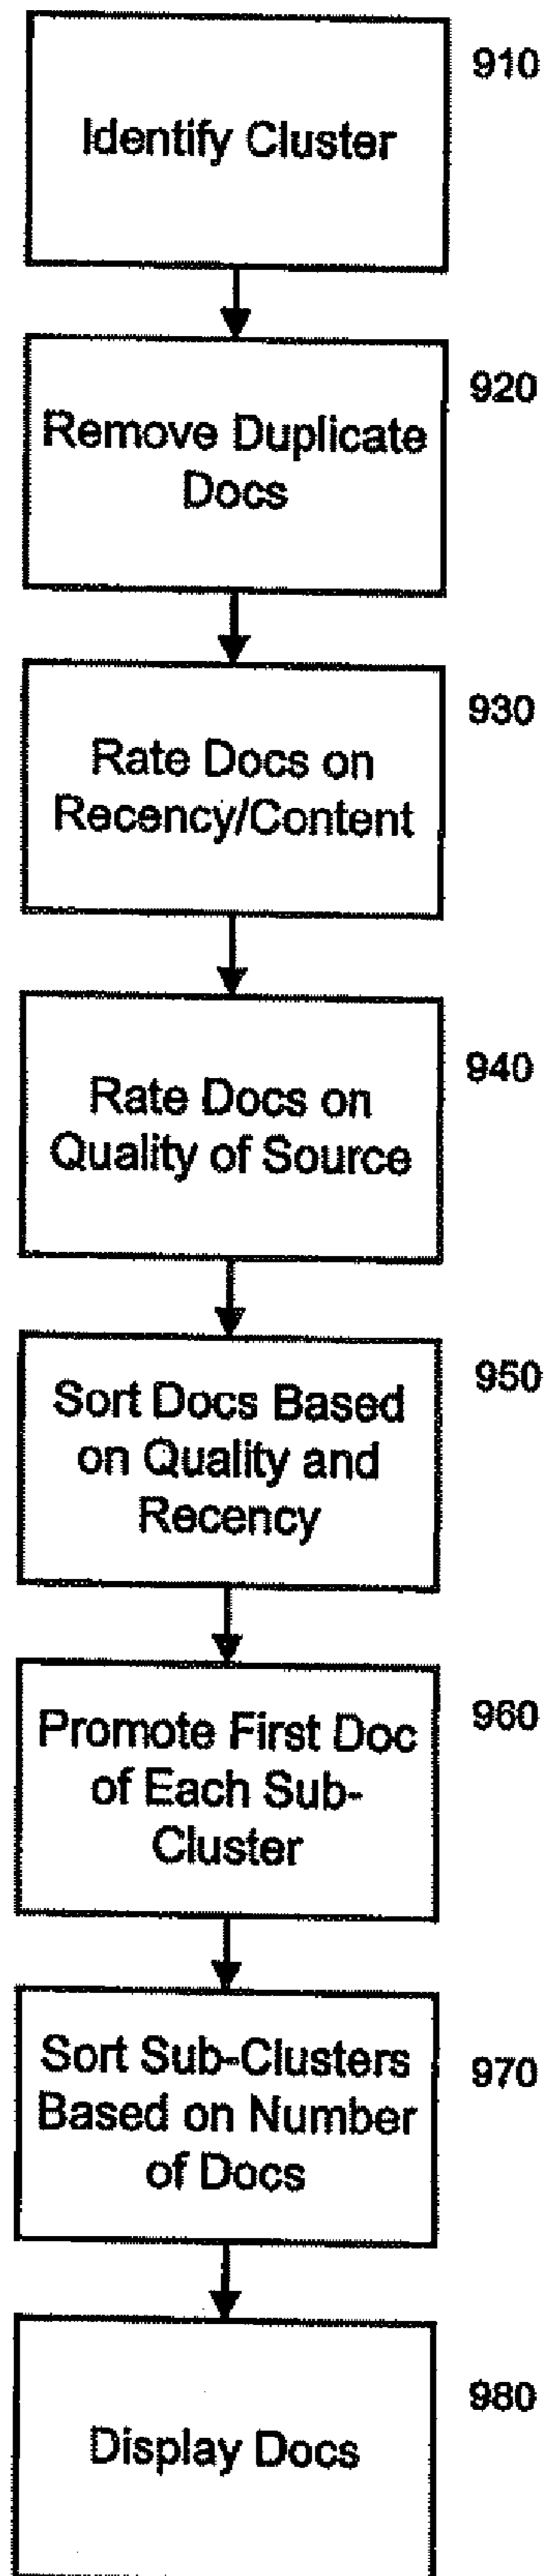 910
Identify Cluster
920
Remove Duplicate
Docs
930
Rate Docs on
Recency/Content
940
Rate Docs on
Quality of Source
950
Sort Docs Based
on Quality and
Recency
960
Promote First Doc
of Each Sub-
Cluster
970
Sort Sub-Clusters
Based on Number
of Docs
980
Display Docs